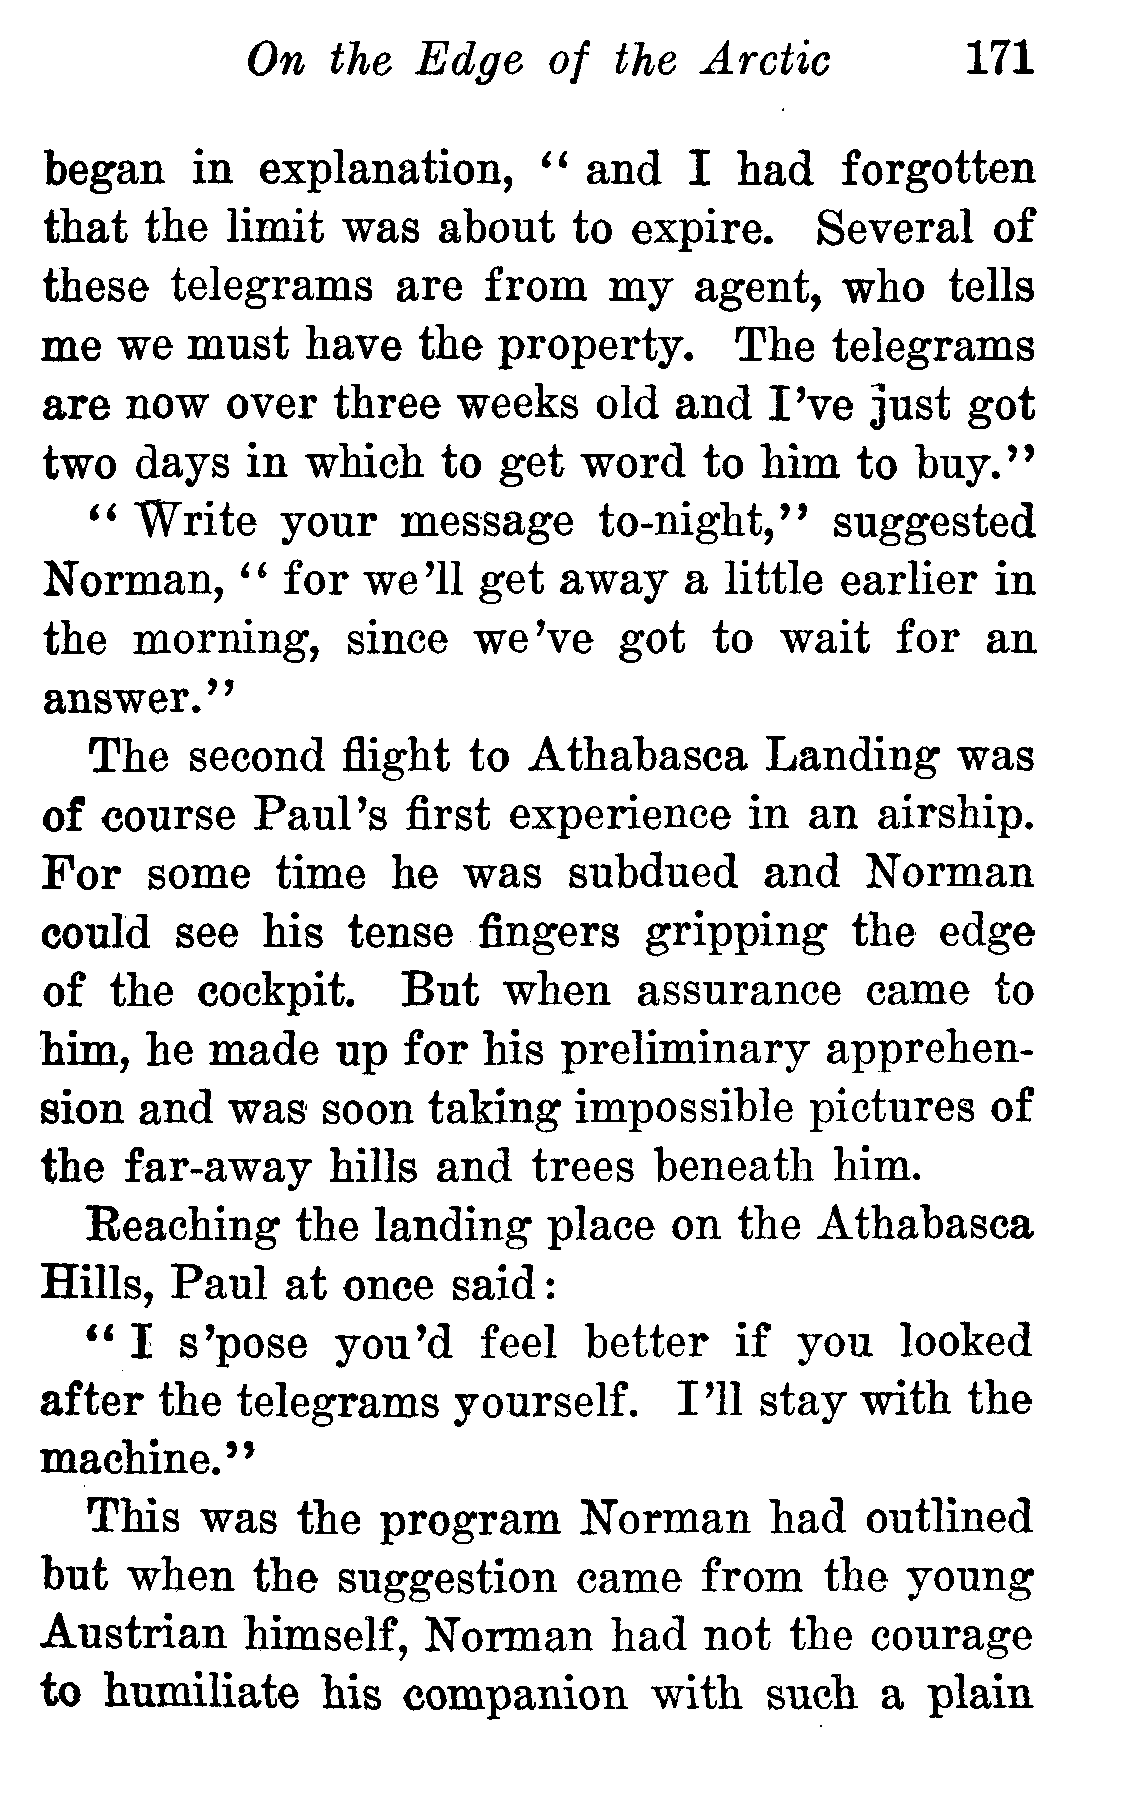 On the Edge of the Arctic 171
began in explanation, “ and I had forgotten
that the limit was about to expire. Several of
these telegrams are from my agent, who tells
me we must have the property. The telegrams
are now over three weeks old and I’ve just got
two days in which to get word to him to buy.”
“ Write your message to-night,” suggested
Norman, “ for we’ll get away a little earlier in
the morning, since we’ve got to wait for an
answer.”
The second flight to Athabasca Landing was
of course Paul’s first experience in an airship.
For some time he was subdued and Norman
could see his tense fingers gripping the edge
of the cockpit. But when assurance came to
him, he made up for his preliminary apprehen-
sion and was soon taking impossible pictures of
the far-away hills and trees beneath him.
Reaching the landing place on the Athabasca
Hills, Paul at once said:
“ I s’pose you’d feel better if you looked
after the telegrams yourself. I’ll stay with the
machine.”
This was the program Norman had outlined
but when the suggestion came from the young
Austrian himself, Norman had not the courage
to humiliate his companion with such a plain